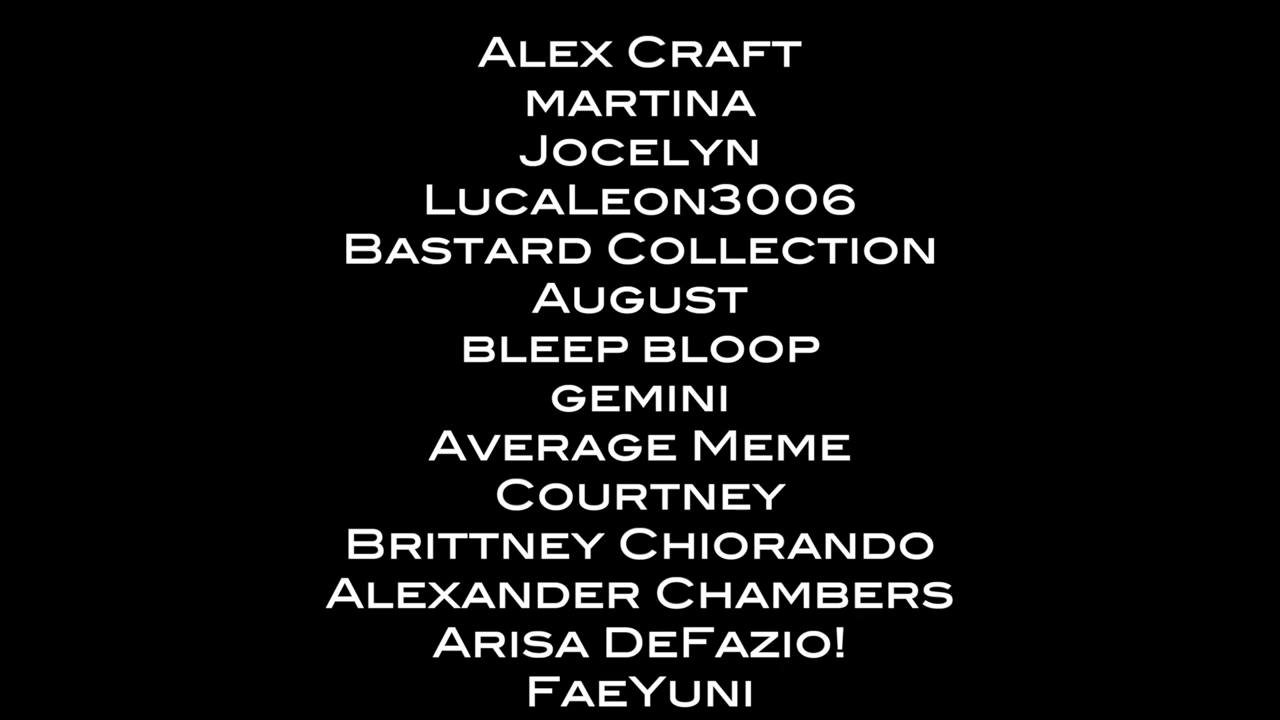 Alex Craft
martina
Jocelyn
LucaLeon3006
Bastard Collection
August
bleep bloop
gemini
Average Meme
Courtney
Brittney Chiorando
Alexander Chambers
Arisa DeFazio!
FaeYuni